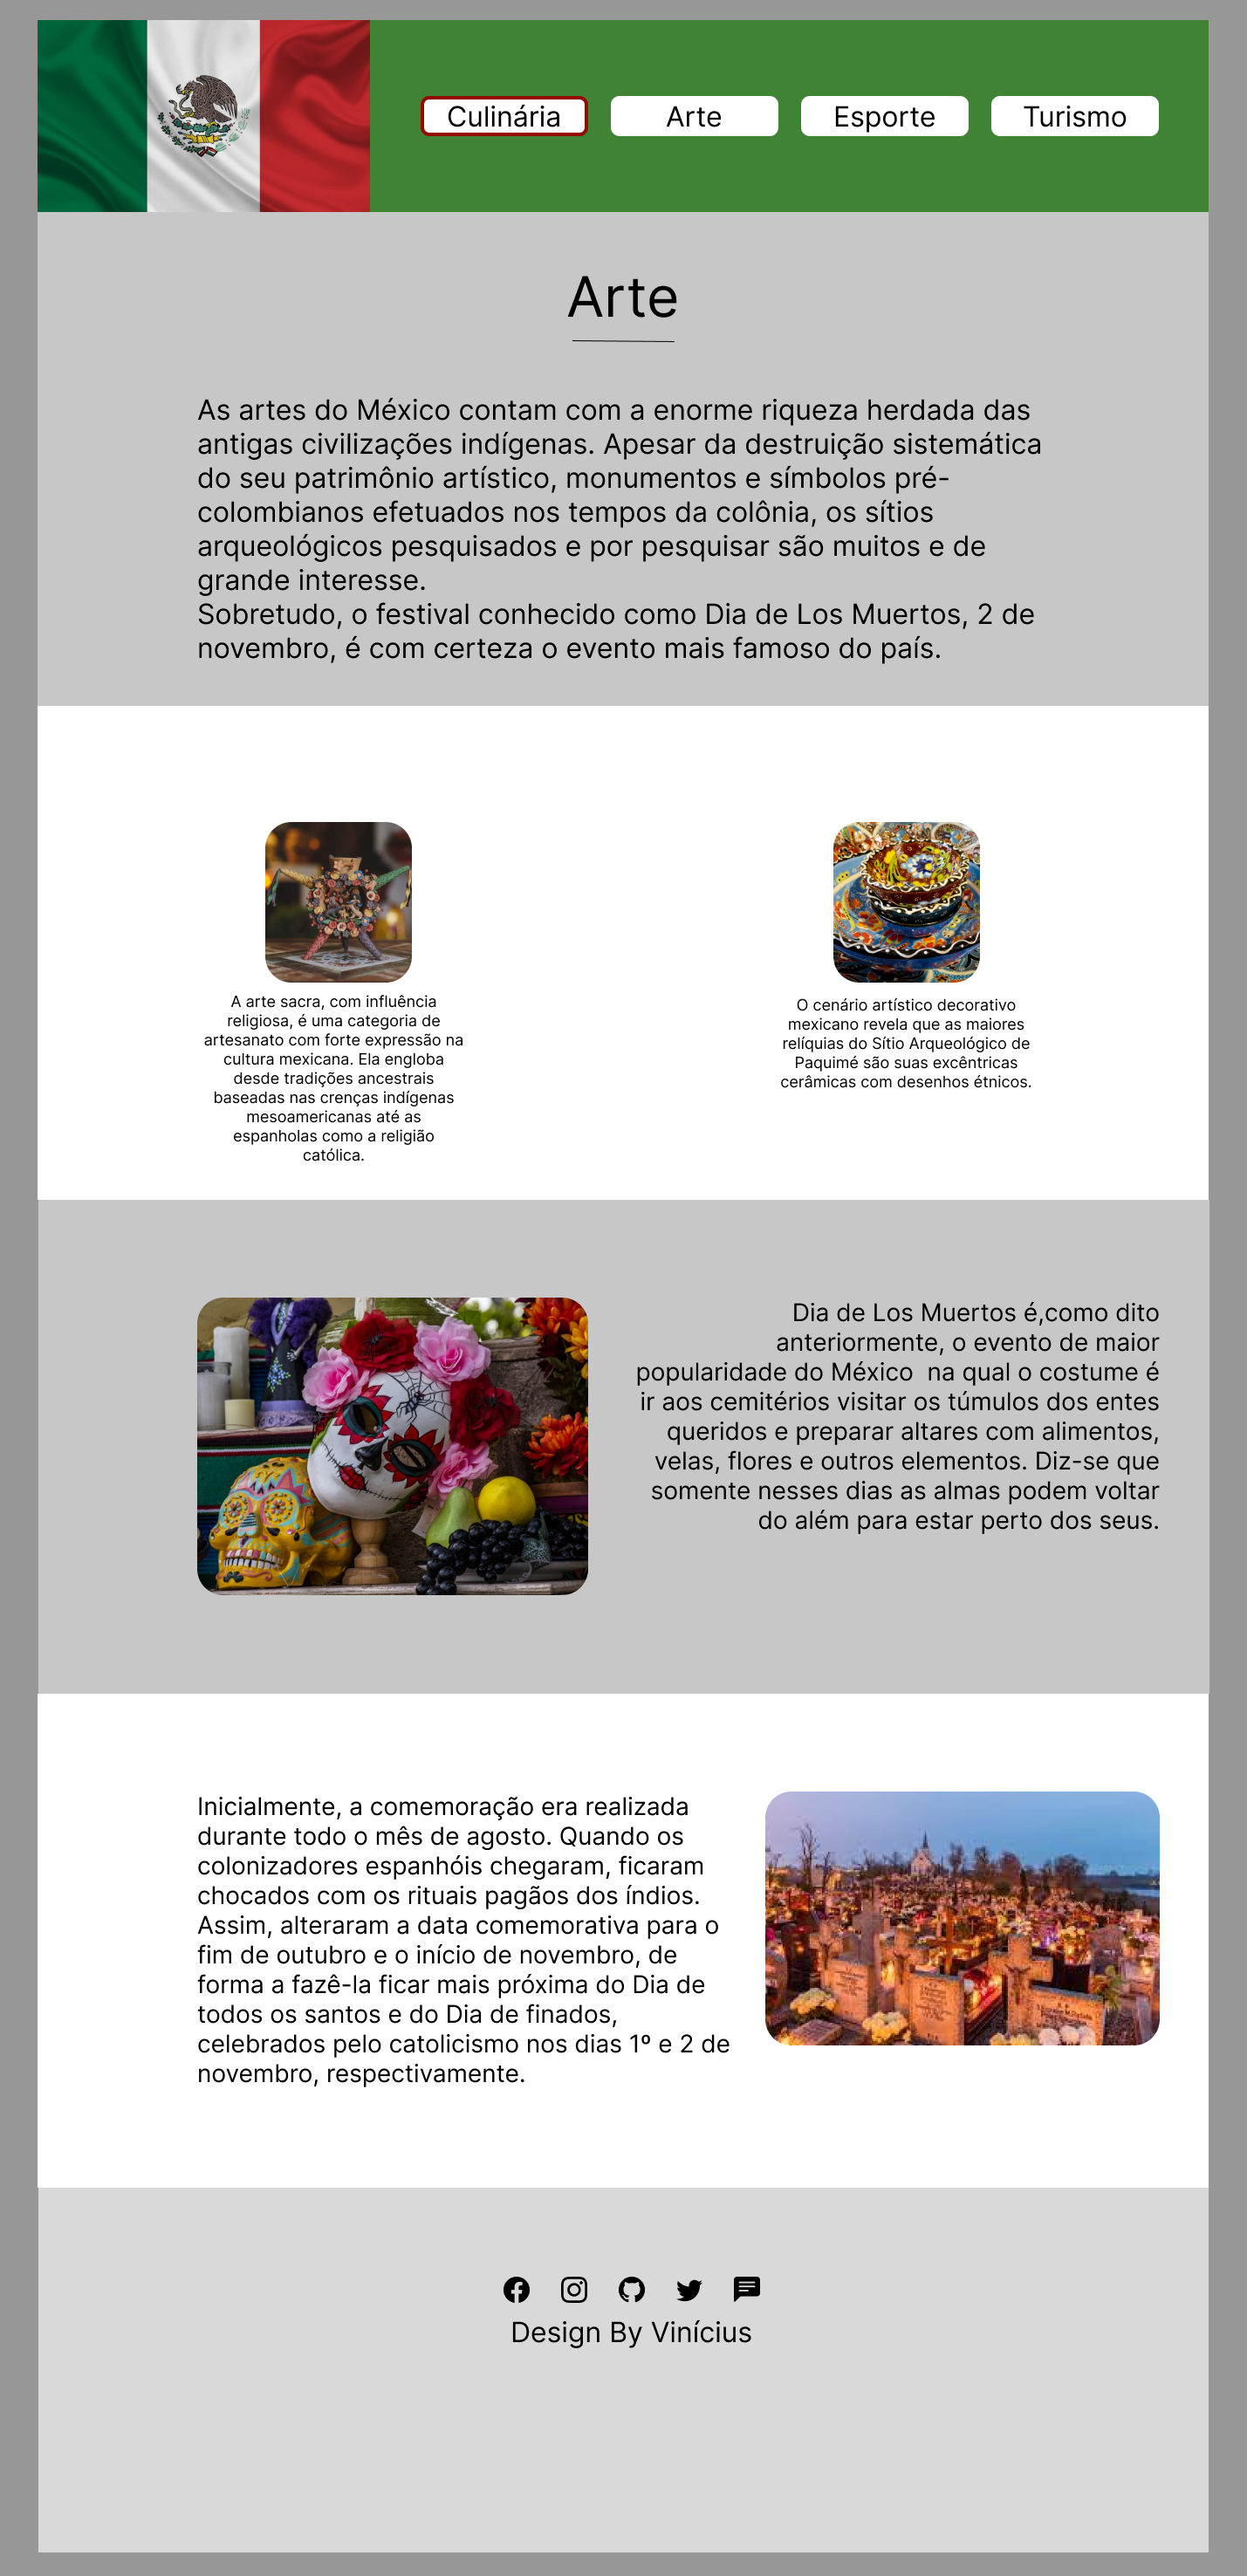 Culinária
Arte
Esporte
Turismo
Arte
As artes do México contam com a enorme riqueza herdada das
antigas civilizações indígenas. Apesar da destruição sistemática
do seu patrimônio artístico, monumentos e símbolos pré-
colombianos efetuados nos tempos da colônia, os sítios
arqueológicos pesquisados e por pesquisar são muitos e de
grande interesse.
Sobretudo, o festival conhecido como Dia de Los Muertos, 2 de
novembro, é com certeza o evento mais famoso do país.
A arte sacra, com influência
religiosa, é uma categoria de
artesanato com forte expressão na
cultura mexicana. Ela engloba
desde tradições ancestrais
baseadas nas crenças indígenas
mesoamericanas até as
espanholas como a religião
católica.
O cenário artístico decorativo
mexicano revela que as maiores
relíquias do Sítio Arqueológico de
Paquimé são suas excêntricas
cerâmicas com desenhos étnicos.
Dia de Los Muertos é,como dito
anteriormente, o evento de maior
popularidade do México  na qual o costume é
ir aos cemitérios visitar os túmulos dos entes
queridos e preparar altares com alimentos,
velas, flores e outros elementos. Diz-se que
somente nesses dias as almas podem voltar
do além para estar perto dos seus.
Inicialmente, a comemoração era realizada
durante todo o mês de agosto. Quando os
colonizadores espanhóis chegaram, ficaram
chocados com os rituais pagãos dos índios.
Assim, alteraram a data comemorativa para o
fim de outubro e o início de novembro, de
forma a fazê-la ficar mais próxima do Dia de
todos os santos e do Dia de finados,
celebrados pelo catolicismo nos dias 1º e 2 de
novembro, respectivamente.
Design By Vinícius